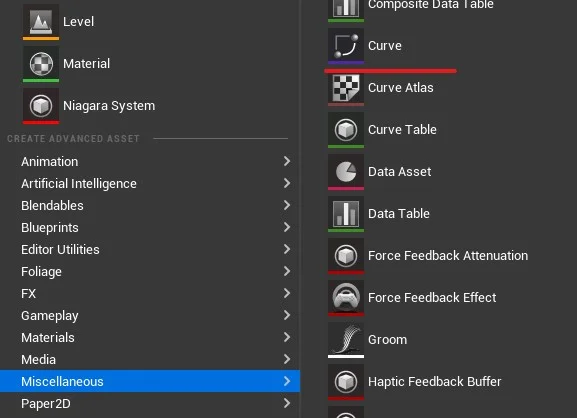 Level
Material
Niagara System
CREATE ADVANCED ASSET
Animation
Artificial Intelligence
Blendables
Blueprints
Editor Utilities
Foliage
FX
Gameplay
Materials
Media
Miscellaneous
Paper2D
Composite Data Table
Curve
Curve Atlas
Curve Table
Data Asset
Data Table
Force Feedback Attenuation
Force Feedback Effect
Groom
Haptic Feedback Buffer